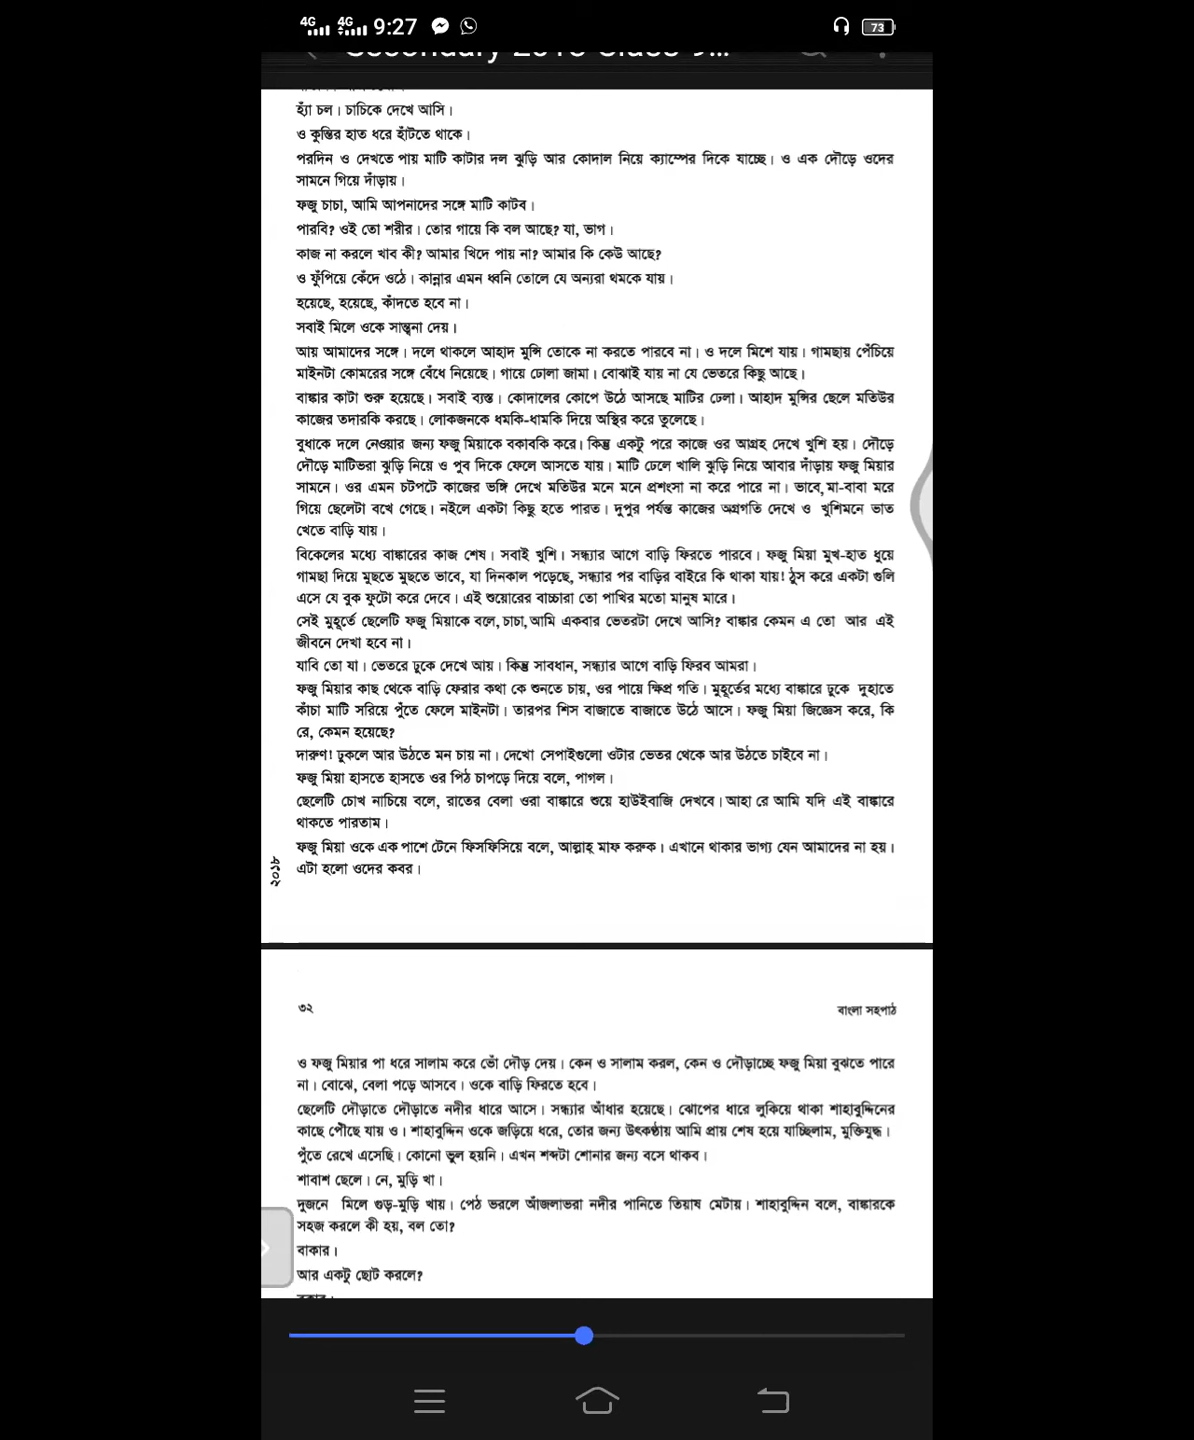 4G 4G 9:27 73
Secondary 2018 Class-9...
হ্যাঁ চল। চাচিকে দেখে আসি।
ও কুন্তির হাত ধরে হাঁটতে থাকে।
পরদিন ও দেখতে পায় মাটি কাটার দল ঝুড়ি আর কোদাল নিয়ে ক্যাম্পের দিকে যাচ্ছে। ও এক দৌড়ে ওদের
সামনে গিয়ে দাঁড়ায়।
ফজু চাচা, আমি আপনাদের সঙ্গে মাটি কাটব।
পারবি? ওই তো শরীর। তোর গায়ে কি বল আছে? যা, ভাগ।
কাজ না করলে খাব কী? আমার খিদে পায় না? আমার কি কেউ আছে?
ও ফুঁপিয়ে কেঁদে ওঠে। কান্নার এমন ধ্বনি তোলে যে অন্যরা থমকে যায়।
হয়েছে, হয়েছে, কাঁদতে হবে না।
সবাই মিলে ওকে সান্ত্বনা দেয়।
আয় আমাদের সঙ্গে। দলে থাকলে আহাদ মুন্সি তোকে না করতে পারবে না। ও দলে মিশে যায়। গামছায় পেঁচিয়ে
মাইনটা কোমরের সঙ্গে বেঁধে নিয়েছে। গায়ে ঢোলা জামা। বোঝাই যায় না যে ভেতরে কিছু আছে।
বাঙ্কার কাটা শুরু হয়েছে। সবাই ব্যস্ত। কোদালের কোপে উঠে আসছে মাটির ঢেলা। আহাদ মুন্সির ছেলে মতিউর
কাজের তদারকি করছে। লোকজনকে ধমকি-ধামকি দিয়ে অস্থির করে তুলেছে।
বুধাকে দলে নেওয়ার জন্য ফজু মিয়াকে বকাবকি করে। কিন্তু একটু পরে কাজে ওর আগ্রহ দেখে খুশি হয়। দৌড়ে
দৌড়ে মাটিভরা ঝুড়ি নিয়ে ও পুব দিকে ফেলে আসতে যায়। মাটি ঢেলে খালি ঝুড়ি নিয়ে আবার দাঁড়ায় ফজু মিয়ার
সামনে। ওর এমন চটপটে কাজের ভঙ্গি দেখে মতিউর মনে মনে প্রশংসা না করে পারে না। ভাবে, মা-বাবা মরে
গিয়ে ছেলেটা বখে গেছে। নইলে একটা কিছু হতে পারত। দুপুর পর্যন্ত কাজের অগ্রগতি দেখে ও খুশিমনে ভাত
খেতে বাড়ি যায়।
বিকেলের মধ্যে বাঙ্কারের কাজ শেষ। সবাই খুশি। সন্ধ্যার আগে বাড়ি ফিরতে পারবে। ফজু মিয়া মুখ-হাত ধুয়ে
গামছা দিয়ে মুছতে মুছতে ভাবে, যা দিনকাল পড়েছে, সন্ধ্যার পর বাড়ির বাইরে কি থাকা যায়! ঠুস করে একটা গুলি
এসে যে বুক ফুটো করে দেবে। এই শুয়োরের বাচ্চারা তো পাখির মতো মানুষ মারে।
সেই মুহূর্তে ছেলেটি ফজু মিয়াকে বলে, চাচা, আমি একবার ভেতরটা দেখে আসি? বাঙ্কার কেমন এ তো আর এই
জীবনে দেখা হবে না।
যাবি তো যা। ভেতরে ঢুকে দেখে আয়। কিন্তু সাবধান, সন্ধ্যার আগে বাড়ি ফিরব আমরা।
ফজু মিয়ার কাছ থেকে বাড়ি ফেরার কথা কে শুনতে চায়, ওর পায়ে ক্ষিপ্র গতি। মুহূর্তের মধ্যে বাঙ্কারে ঢুকে দুহাতে
কাঁচা মাটি সরিয়ে পুঁতে ফেলে মাইনটা। তারপর শিস বাজাতে বাজাতে উঠে আসে। ফজু মিয়া জিজ্ঞেস করে, কি
রে, কেমন হয়েছে?
দারুণ! ঢুকলে আর উঠতে মন চায় না। দেখো সেপাইগুলো ওটার ভেতর থেকে আর উঠতে চাইবে না।
ফজু মিয়া হাসতে হাসতে ওর পিঠ চাপড়ে দিয়ে বলে, পাগল।
ছেলেটি চোখ নাচিয়ে বলে, রাতের বেলা ওরা বাঙ্কারে শুয়ে হাউইবাজি দেখবে। আহা রে আমি যদি এই বাঙ্কারে
থাকতে পারতাম।
ফজু মিয়া ওকে এক পাশে টেনে ফিসফিসিয়ে বলে, আল্লাহ্ মাফ করুক। এখানে থাকার ভাগ্য যেন আমাদের না হয়।
এটা হলো ওদের কবর।
২০১৮
৩২ বাংলা সহপাঠ
ও ফজু মিয়ার পা ধরে সালাম করে ভোঁ দৌড় দেয়। কেন ও সালাম করল, কেন ও দৌড়াচ্ছে ফজু মিয়া বুঝতে পারে
না। বোঝে, বেলা পড়ে আসবে। ওকে বাড়ি ফিরতে হবে।
ছেলেটি দৌড়াতে দৌড়াতে নদীর ধারে আসে। সন্ধ্যার আঁধার হয়েছে। ঝোপের ধারে লুকিয়ে থাকা শাহাবুদ্দিনের
কাছে পৌঁছে যায় ও। শাহাবুদ্দিন ওকে জড়িয়ে ধরে, তোর জন্য উৎকণ্ঠায় আমি প্রায় শেষ হয়ে যাচ্ছিলাম, মুক্তিযুদ্ধ।
পুঁতে রেখে এসেছি। কোনো ভুল হয়নি। এখন শব্দটা শোনার জন্য বসে থাকব।
শাবাশ ছেলে। নে, মুড়ি খা।
দুজনে মিলে গুড়-মুড়ি খায়। পেঠ ভরলে আঁজলাভরা নদীর পানিতে তিয়াষ মেটায়। শাহাবুদ্দিন বলে, বাঙ্কারকে
সহজ করলে কী হয়, বল তো?
বাকার।
আর একটু ছোট করলে?